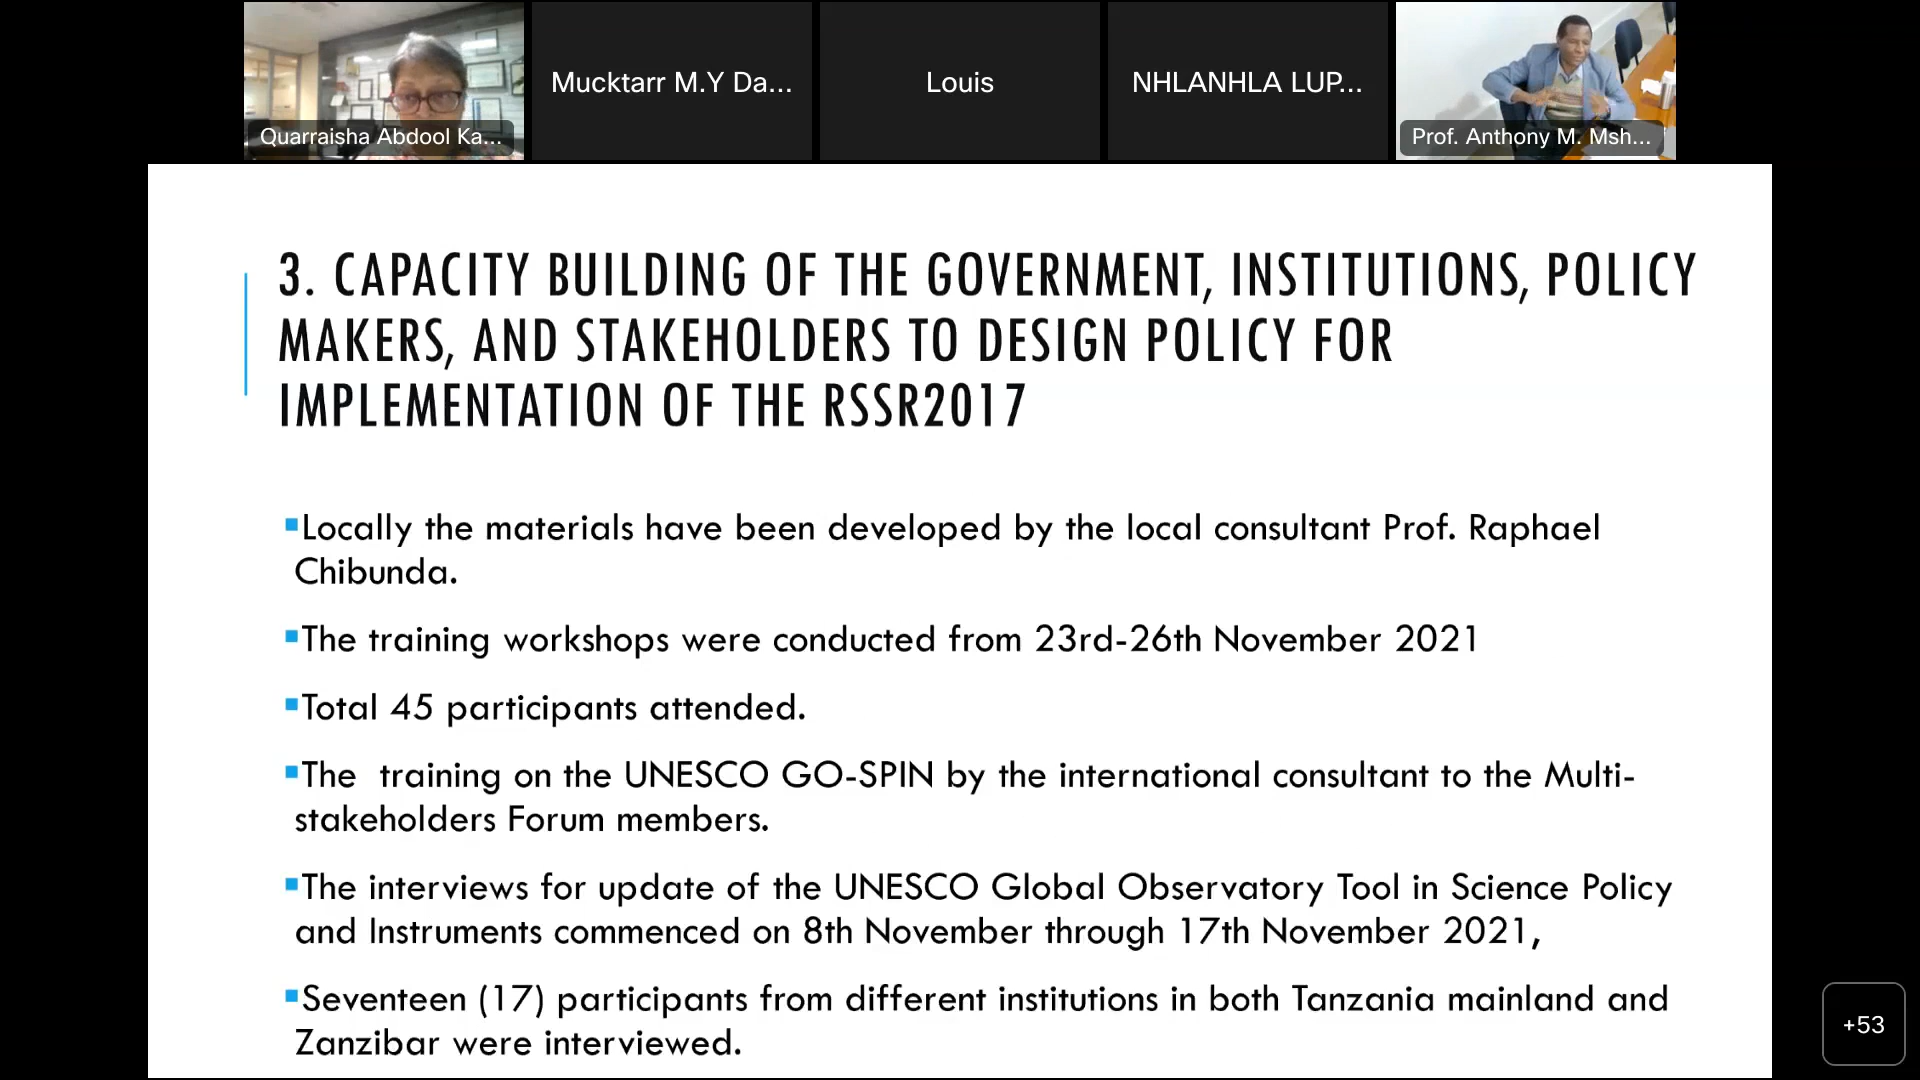 Quarraisha Abdool Ka...
Mucktarr M.Y Da...
Louis
NHLANHLA LUP...
Prof. Anthony M. Msh...
3. CAPACITY BUILDING OF THE GOVERNMENT, INSTITUTIONS, POLICY
MAKERS, AND STAKEHOLDERS TO DESIGN POLICY FOR
IMPLEMENTATION OF THE RSSR2017
▪Locally the materials have been developed by the local consultant Prof. Raphael
Chibunda.
▪The training workshops were conducted from 23rd-26th November 2021
▪Total 45 participants attended.
▪The training on the UNESCO GO-SPIN by the international consultant to the Multi-
stakeholders Forum members.
▪The interviews for update of the UNESCO Global Observatory Tool in Science Policy
and Instruments commenced on 8th November through 17th November 2021,
▪Seventeen (17) participants from different institutions in both Tanzania mainland and
Zanzibar were interviewed.
+53